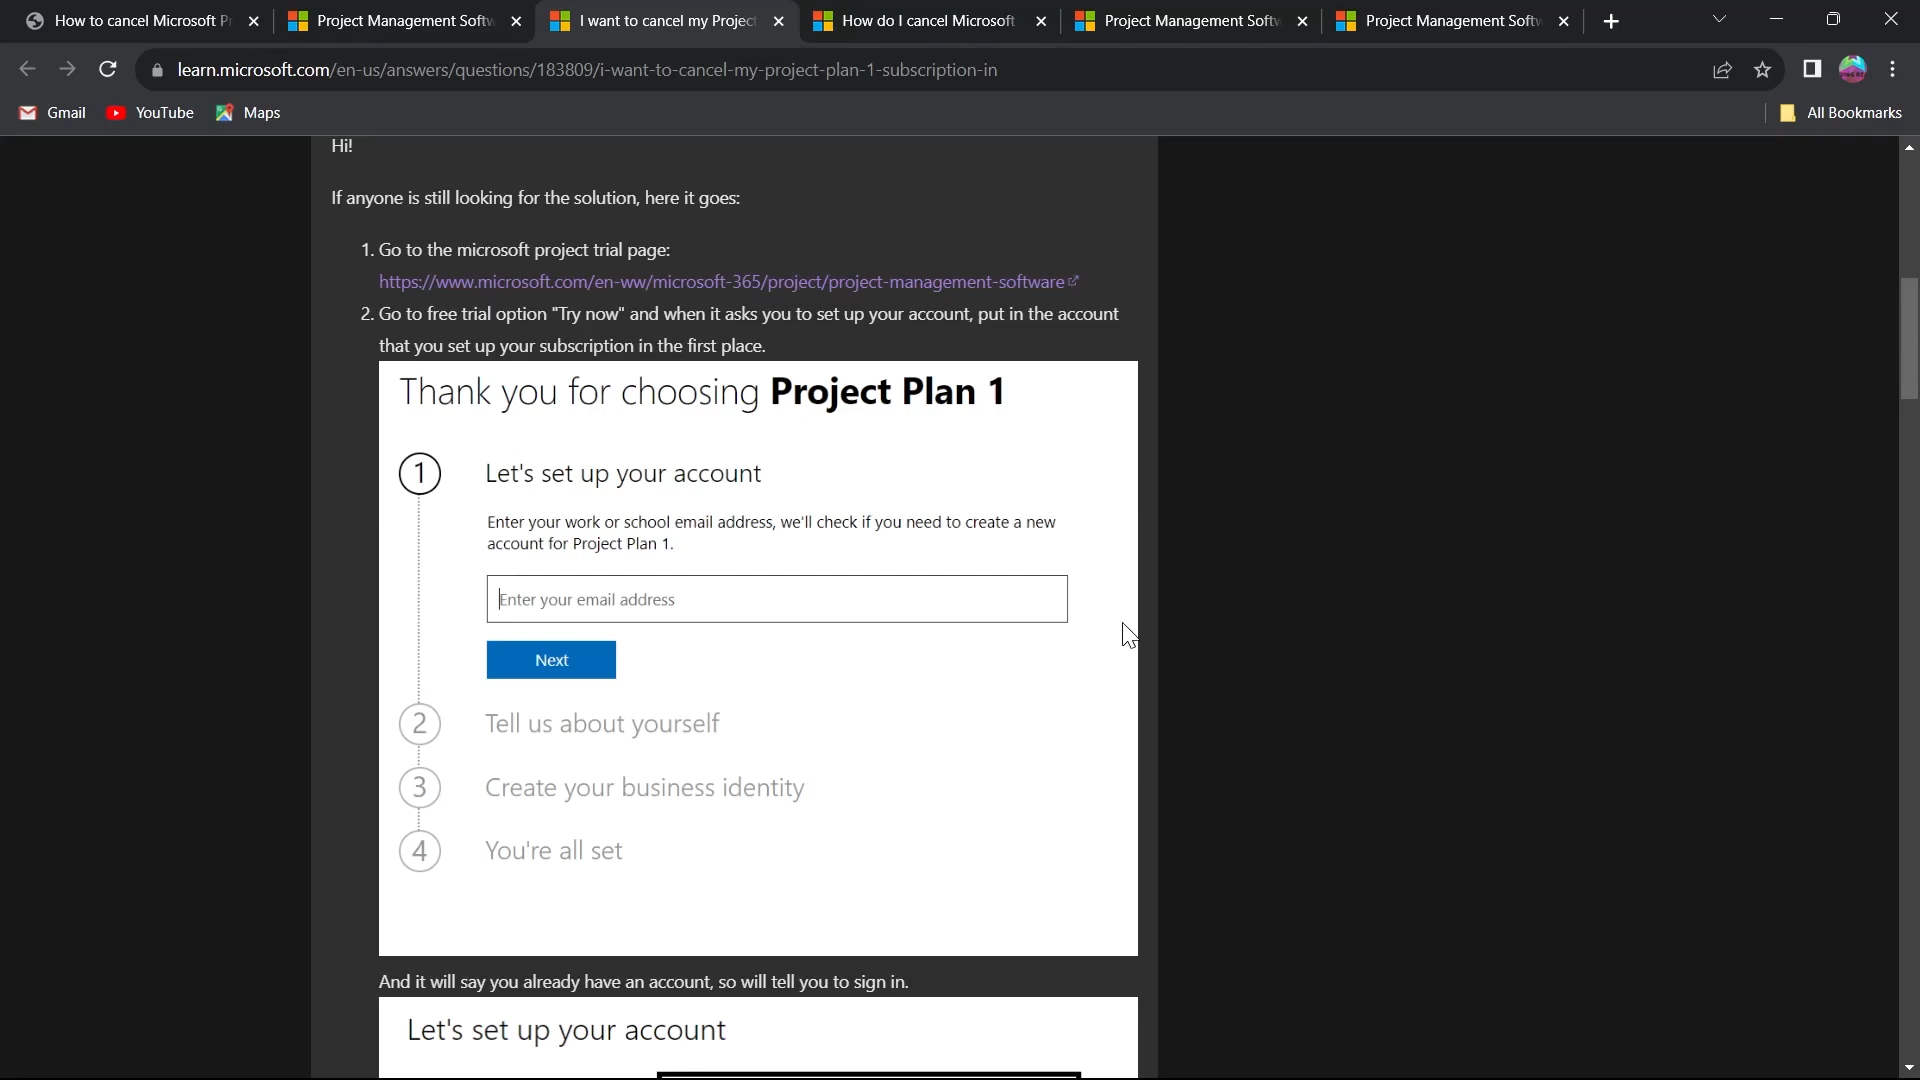 How to cancel Microsoft P
Project Management Softw
I want to cancel my Project
How do I cancel Microsoft
Project Management Softw
Project Management Softw
learn.microsoft.com/en-us/answers/questions/183809/i-want-to-cancel-my-project-plan-1-subscription-in
Gmail
YouTube
Maps
All Bookmarks
Hi!
If anyone is still looking for the solution, here it goes:
1. Go to the microsoft project trial page:
https://www.microsoft.com/en-ww/microsoft-365/project/project-management-software
2. Go to free trial option "Try now" and when it asks you to set up your account, put in the account
that you set up your subscription in the first place.
Thank you for choosing Project Plan 1
1 Let's set up your account
Enter your work or school email address, we'll check if you need to create a new
account for Project Plan 1.
Enter your email address
Next
2 Tell us about yourself
3 Create your business identity
4 You're all set
And it will say you already have an account, so will tell you to sign in.
Let's set up your account